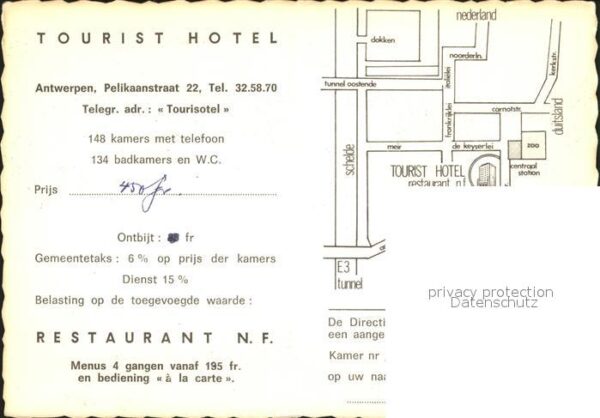 TOURIST HOTEL
Antwerpen, Pelikaanstraat 22, Tel. 32.58.70
Telegr. adr. : « Tourisotel »
148 kamers met telefoon
134 badkamers en W.C.
Prijs 450 fr.
Ontbijt : fr
Gemeentetaks : 6 % op prijs der kamers
Dienst 15 %
Belasting op de toegevoegde waarde :
RESTAURANT N.F.
Menus 4 gangen vanaf 195 fr.
en bediening « à la carte ».
nederland
dokken
noorderln.
italiëlei
kerkstr.
tunnel oostende
carnotstr.
duitsland
frankrijklei
schelde
meir
de keyserlei
zoo
centraal
station
TOURIST HOTEL
restaurant n.f.
E3
tunnel
privacy protection
Datenschutz
De Directi
een aange
Kamer nr
op uw naa